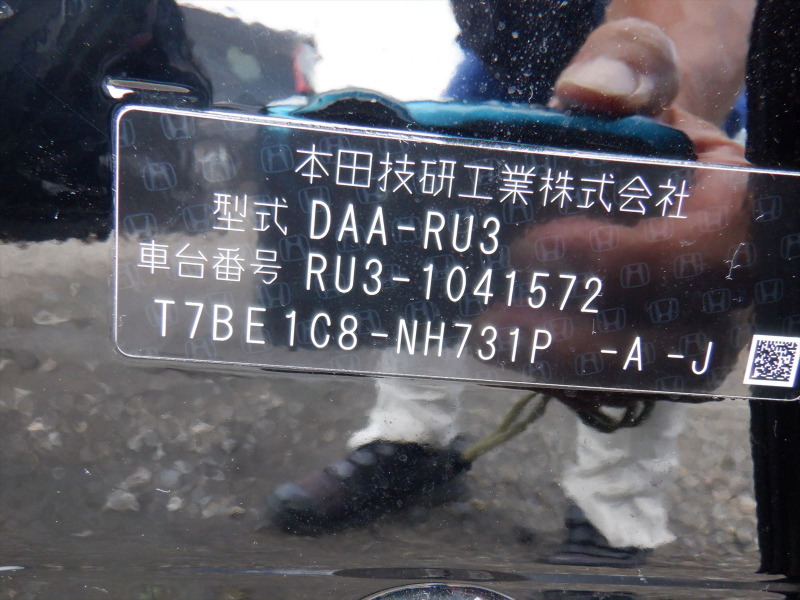 本田技研工業株式会社
型式 DAA-RU3
車台番号 RU3-1041572
T7BE1C8-NH731P -A-J